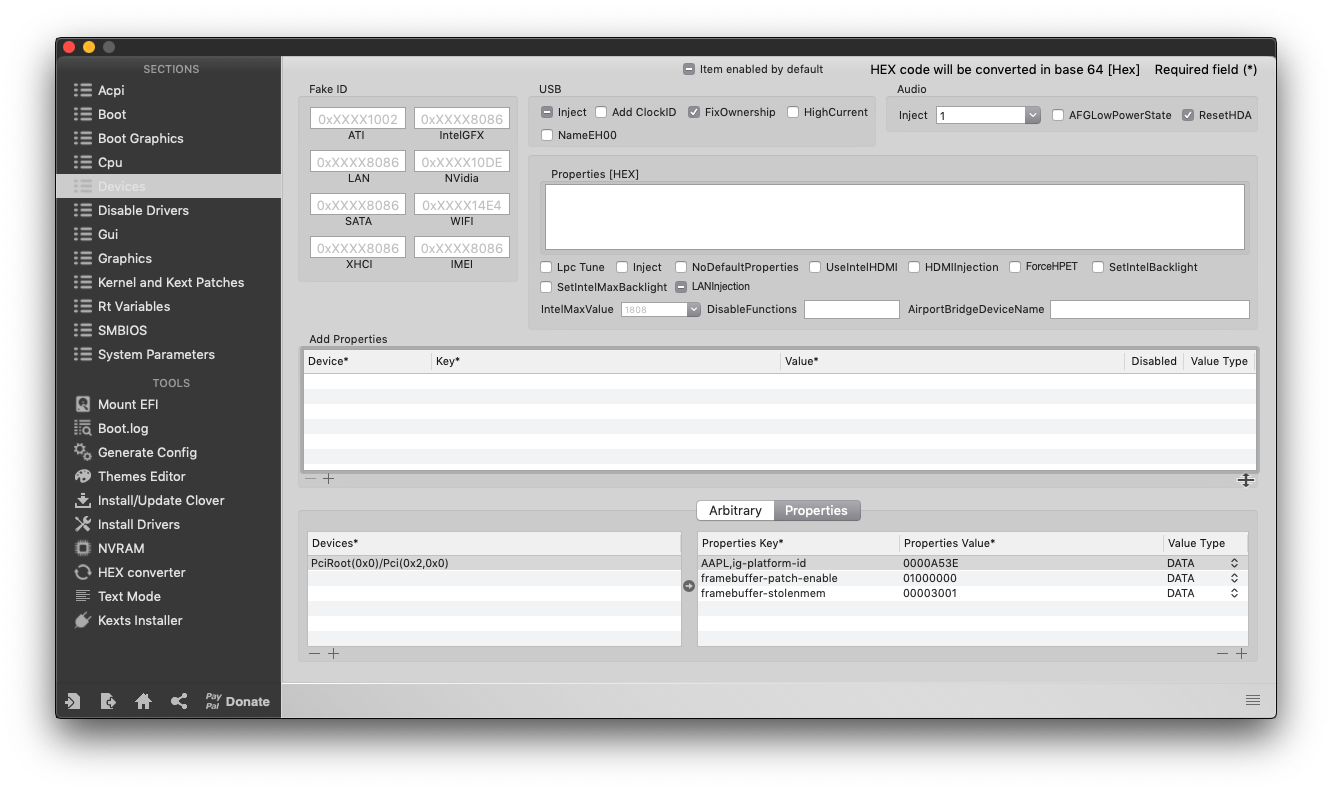 SECTIONS
Acpi
Boot
Boot Graphics
Cpu
Devices
Disable Drivers
Gui
Graphics
Kernel and Kext Patches
Rt Variables
SMBIOS
System Parameters
TOOLS
Mount EFI
Boot.log
Generate Config
Themes Editor
Install/Update Clover
Install Drivers
NVRAM
HEX converter
Text Mode
Kexts Installer
Pay
Pal
Donate
Item enabled by default
HEX code will be converted in base 64 [Hex]
Required field (*)
Fake ID
0xXXXX1002 0xXXXX8086
ATI IntelGFX
0xXXXX8086 0xXXXX10DE
LAN NVidia
0xXXXX8086 0xXXXX14E4
SATA WIFI
0xXXXX8086 0xXXXX8086
XHCI IMEI
USB
Inject Add ClockID FixOwnership HighCurrent
NameEH00
Audio
Inject 1 AFGLowPowerState ResetHDA
Properties [HEX]
Lpc Tune Inject NoDefaultProperties UseIntelHDMI HDMIInjection ForceHPET SetIntelBacklight
SetIntelMaxBacklight LANInjection
IntelMaxValue 1808 DisableFunctions AirportBridgeDeviceName
Add Properties
Device* Key* Value* Disabled Value Type
Arbitrary Properties
Devices*
PciRoot(0x0)/Pci(0x2,0x0)
Properties Key* Properties Value* Value Type
AAPL,ig-platform-id 0000A53E DATA
framebuffer-patch-enable 01000000 DATA
framebuffer-stolenmem 00003001 DATA